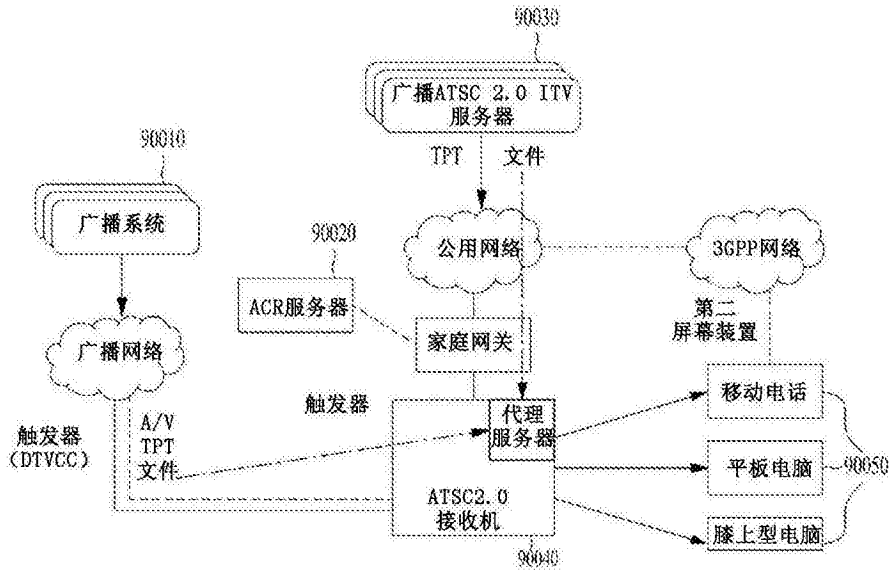 90030
广播ATSC 2.0 ITV
服务器
90010
TPT
文件
广播系统
90020
公用网络
3GPP网络
ACR服务器
第二
屏幕装置
广播网络
家庭网关
移动电话
触发器
代理
服务器
A/V
TPT
文件
触发器
(DTVCC)
平板电脑
90050
ATSC2.0
接收机
膝上型电脑
90040